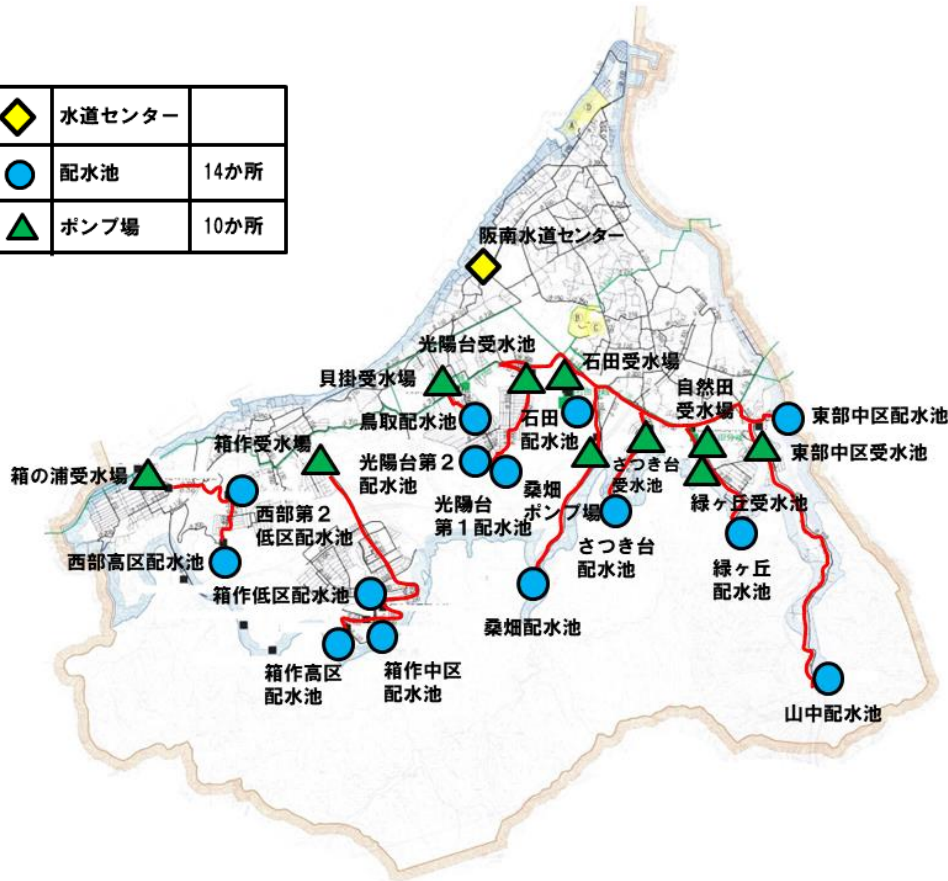 水道センター
配水池 14か所
ポンプ場 10か所
阪南水道センター
光陽台受水池
石田受水場
貝掛受水場
自然田
受水場
鳥取配水池
石田
配水池
東部中区配水池
箱作受水場
東部中区受水池
箱の浦受水場
光陽台第2
配水池
さつき台
受水池
西部第2
低区配水池
光陽台
第1配水池
桑畑
ポンプ場
緑ヶ丘受水池
西部高区配水池
さつき台
配水池
緑ヶ丘
配水池
箱作低区配水池
桑畑配水池
箱作高区
配水池
箱作中区
配水池
山中配水池
A
D
B
C